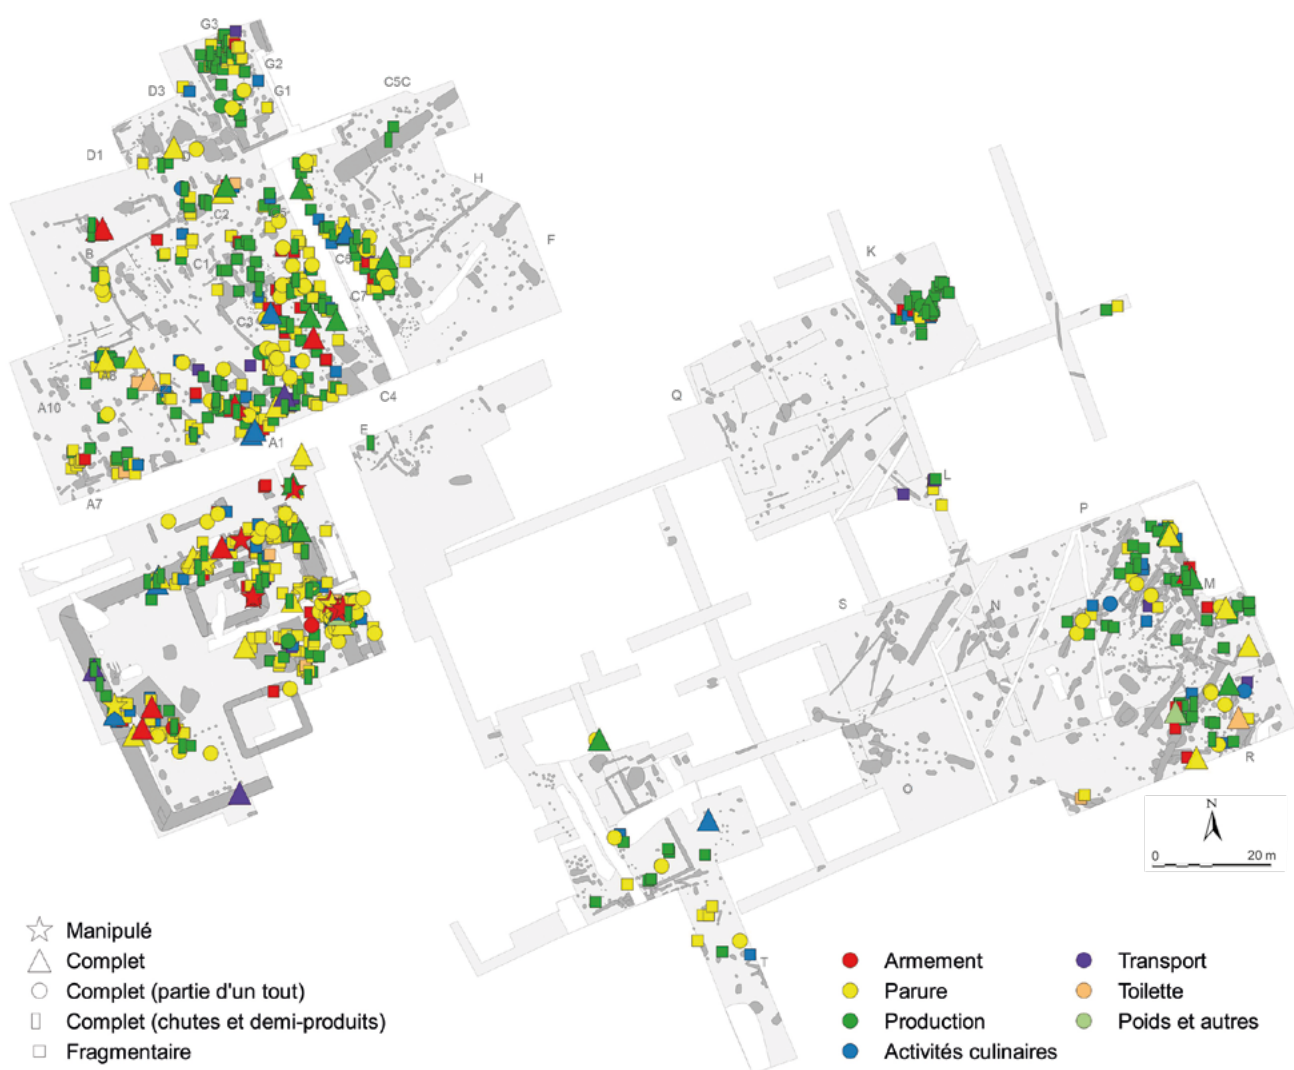 G3
G2
D3
G1
C5C
D1
D
H
C2
C5
B
C1
C6
F
K
C7
C3
A8
A10
C4
Q
E
A1
A7
L
P
M
S
N
R
O
T
N
0 20 m
Manipulé
Complet
Complet (partie d'un tout)
Complet (chutes et demi-produits)
Fragmentaire
Armement
Parure
Production
Activités culinaires
Transport
Toilette
Poids et autres